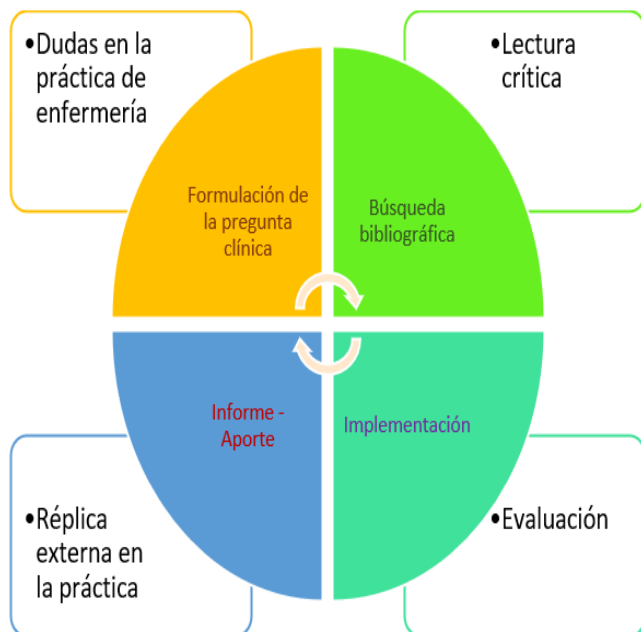 •Dudas en la
práctica de
enfermería
•Lectura
crítica
Formulación de
la pregunta
clínica
Búsqueda
bibliográfica
Informe -
Aporte
Implementación
•Réplica
externa en
la práctica
•Evaluación